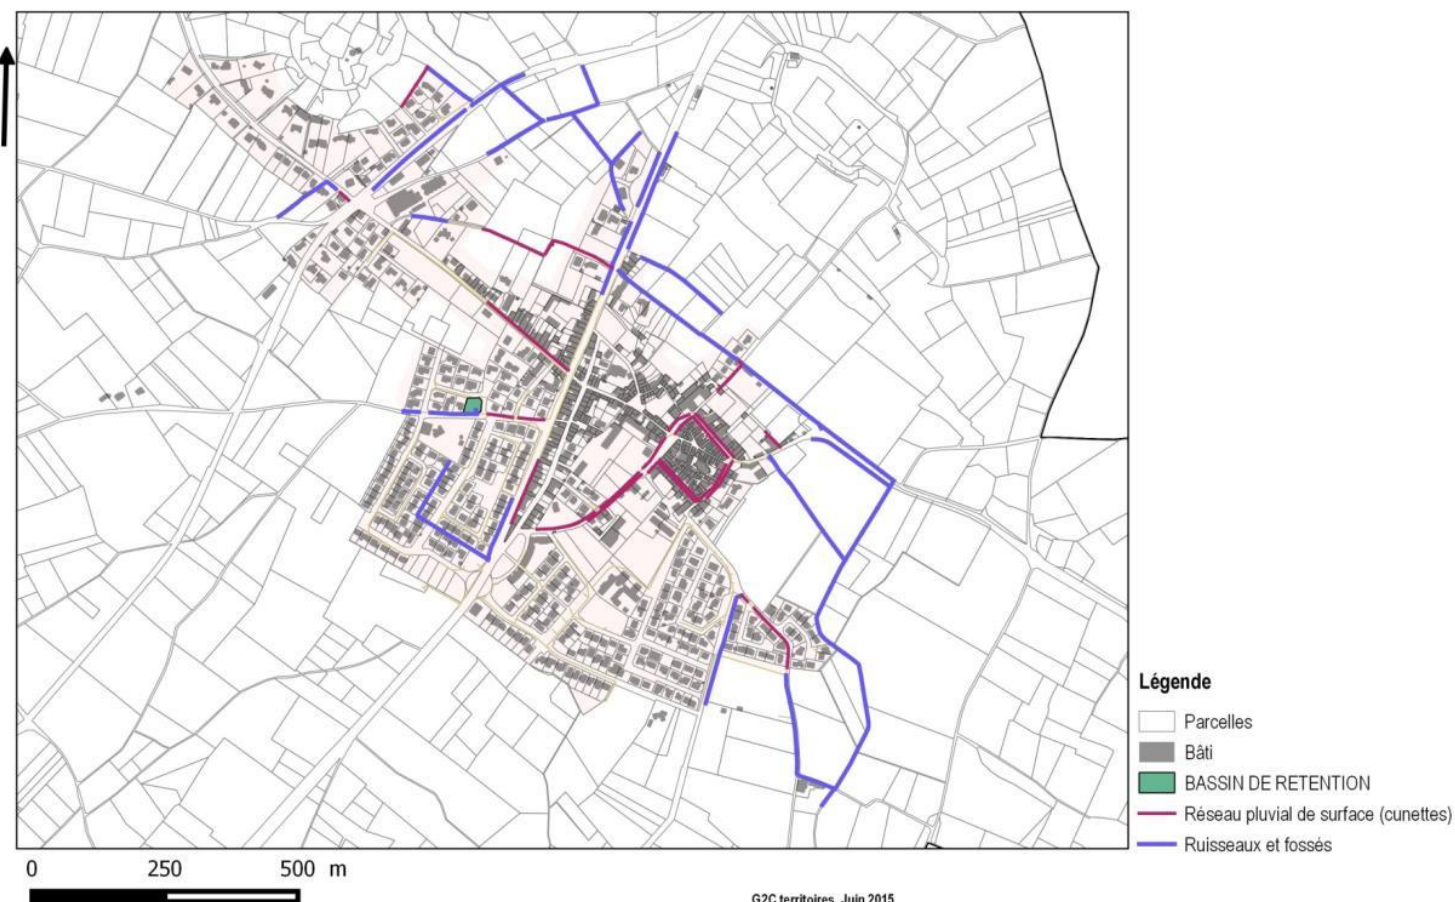 Légende
Parcelles
Bâti
BASSIN DE RETENTION
Réseau pluvial de surface (cunettes)
Ruisseaux et fossés
0 250 500 m
G2C territoires, Juin 2015